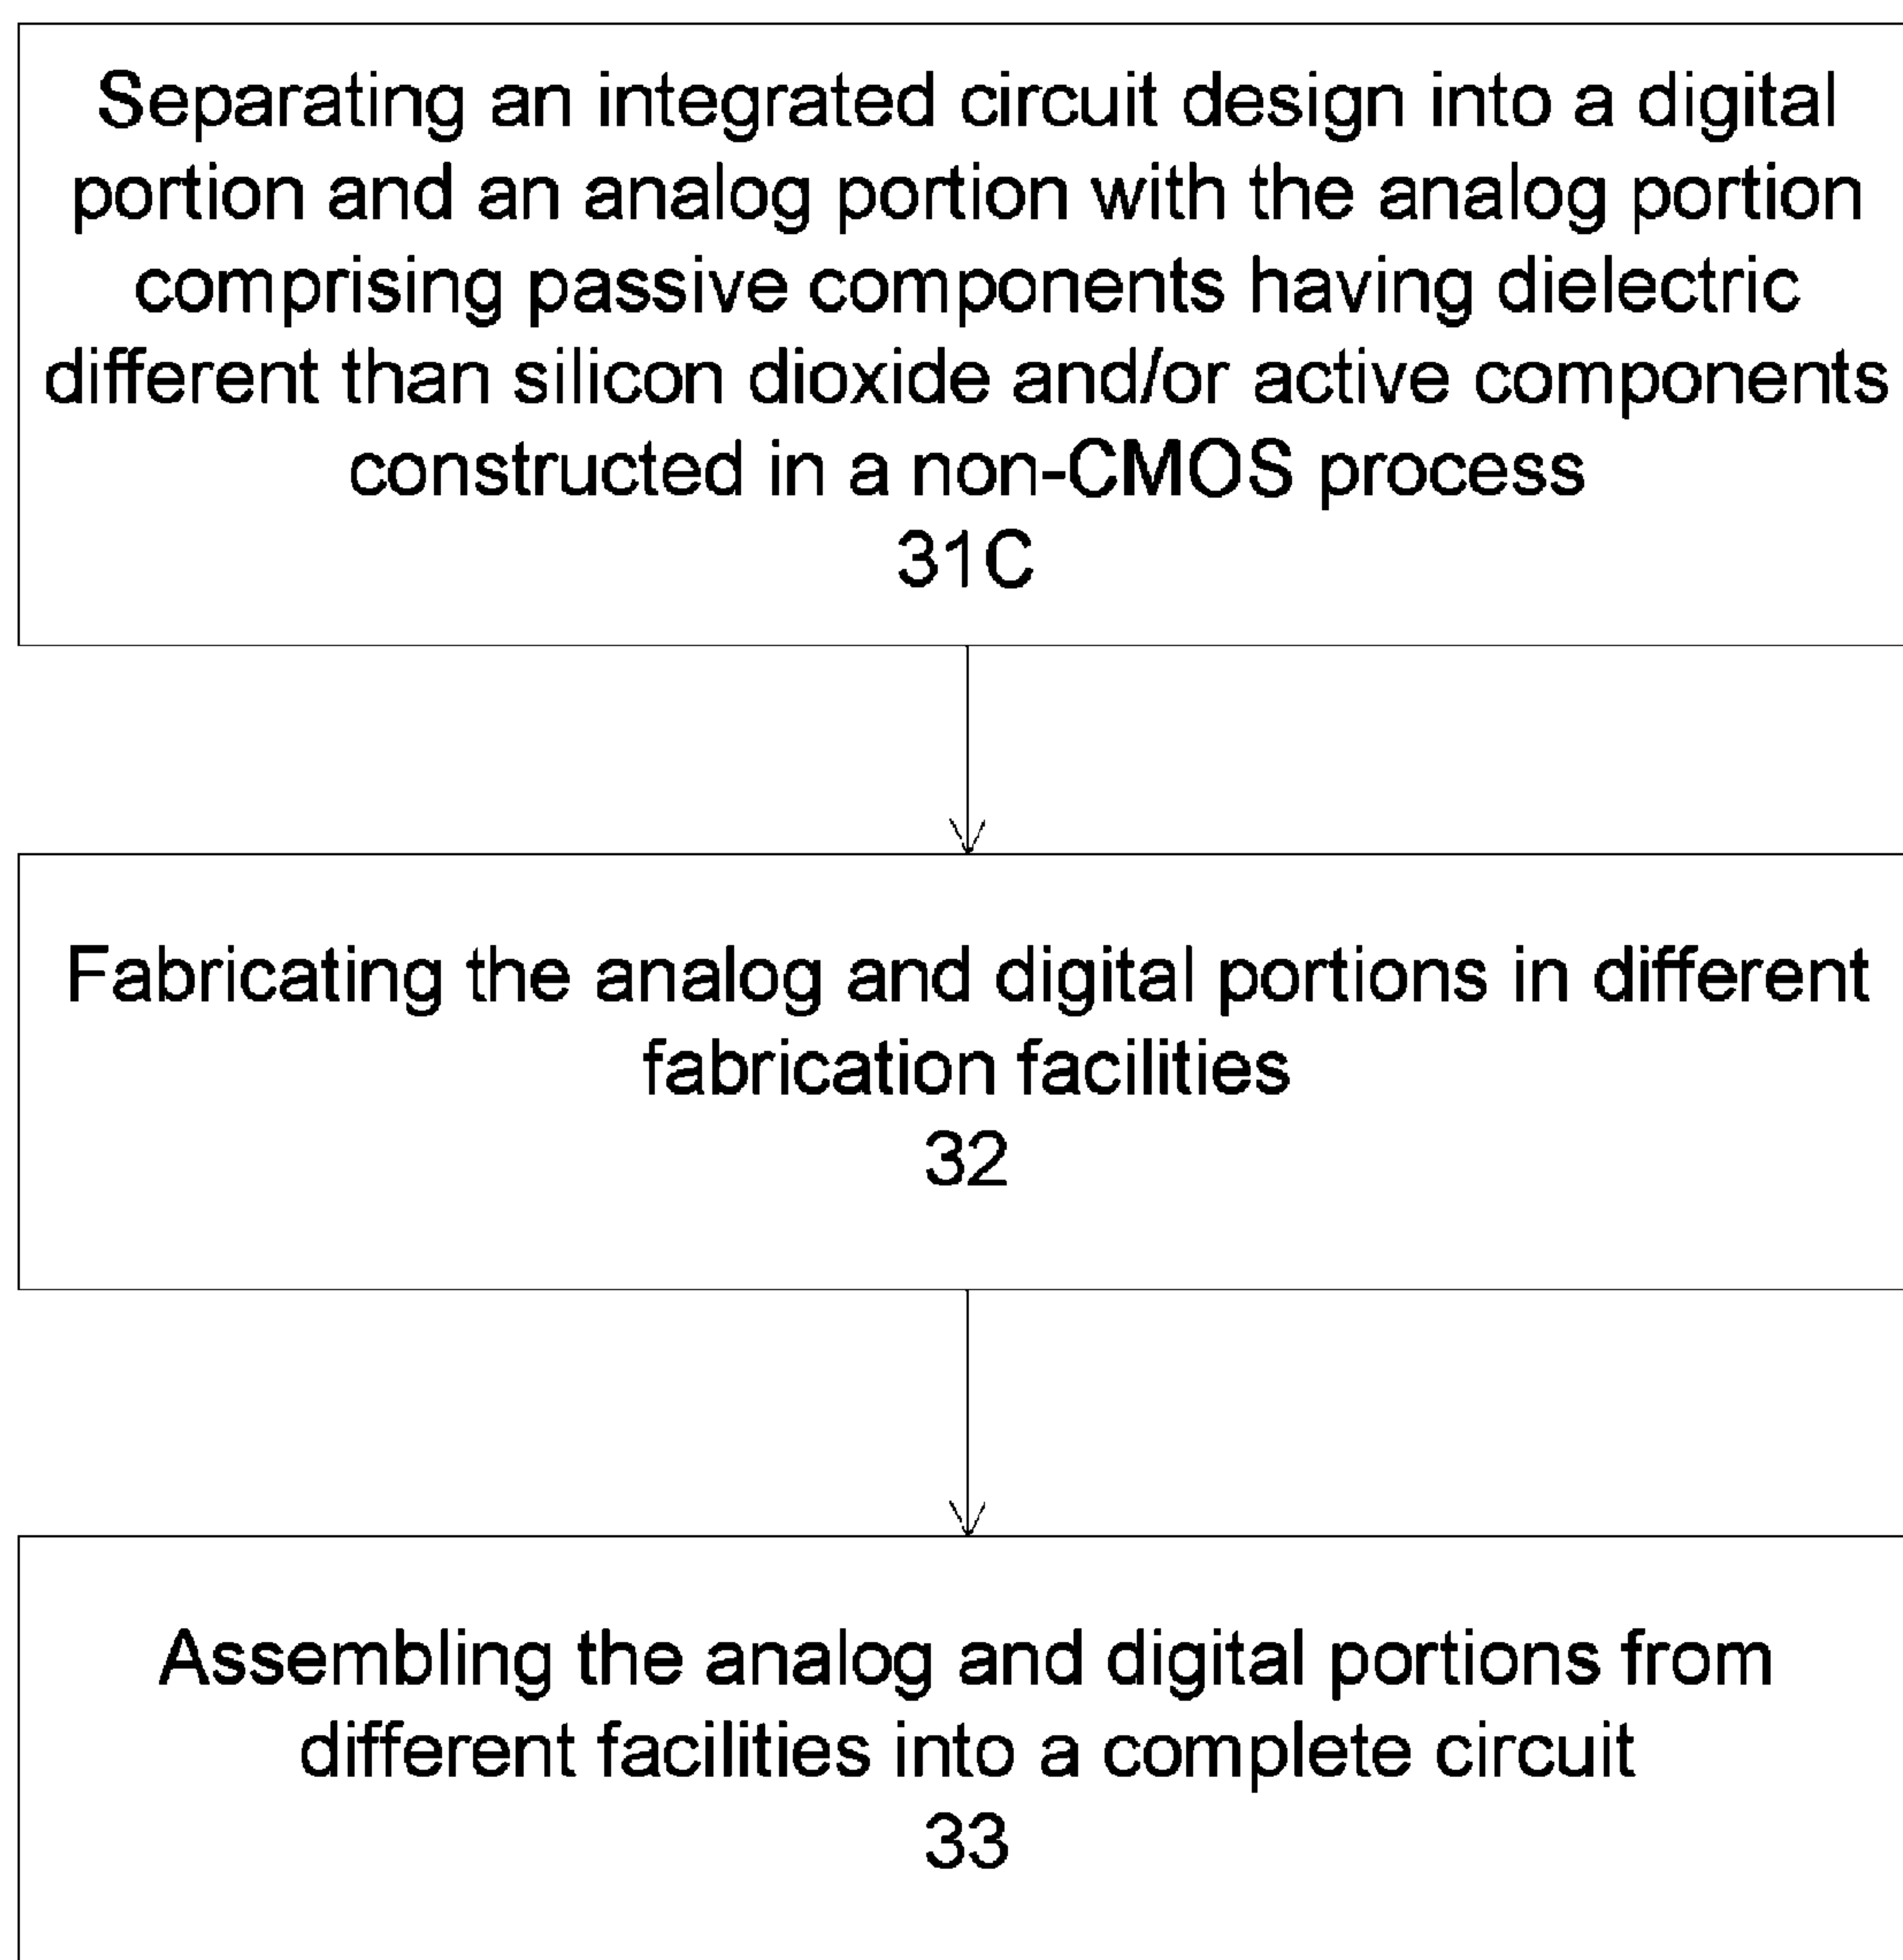 Separating an integrated circuit design into a digital
portion and an analog portion with the analog portion
comprising passive components having dielectric
different than silicon dioxide and/or active components
constructed in a non-CMOS process
31C
Fabricating the analog and digital portions in different
fabrication facilities
32
Assembling the analog and digital portions from
different facilities into a complete circuit
33